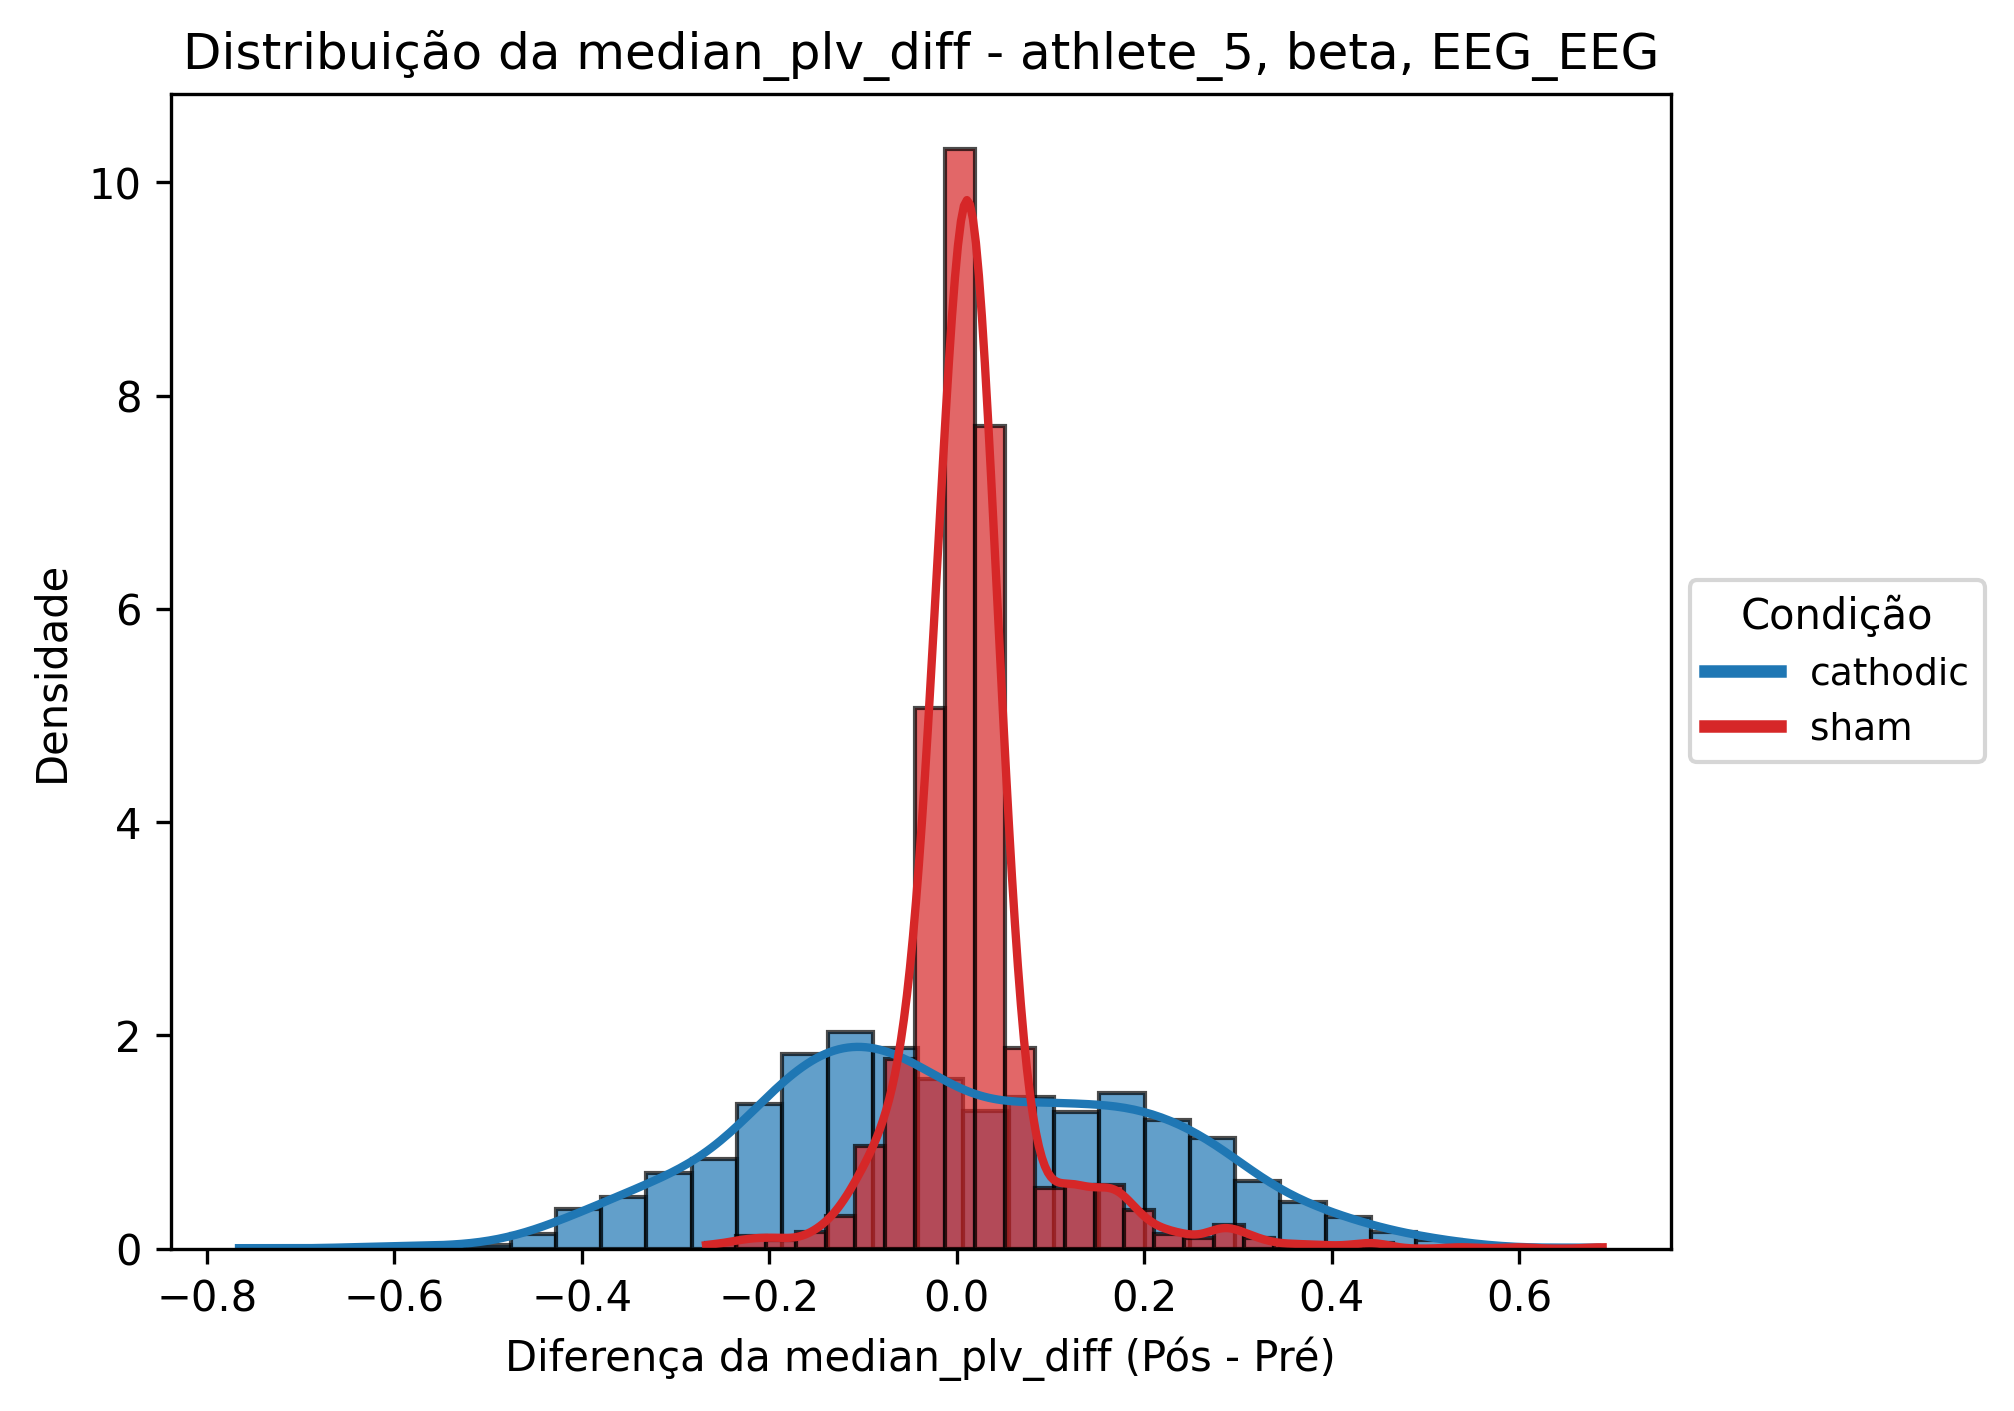 Distribuição da median_plv_diff - athlete_5, beta, EEG_EEG
Densidade
10
8
6
4
2
0
−0.8 −0.6 −0.4 −0.2 0.0 0.2 0.4 0.6
Diferença da median_plv_diff (Pós - Pré)
Condição
cathodic
sham